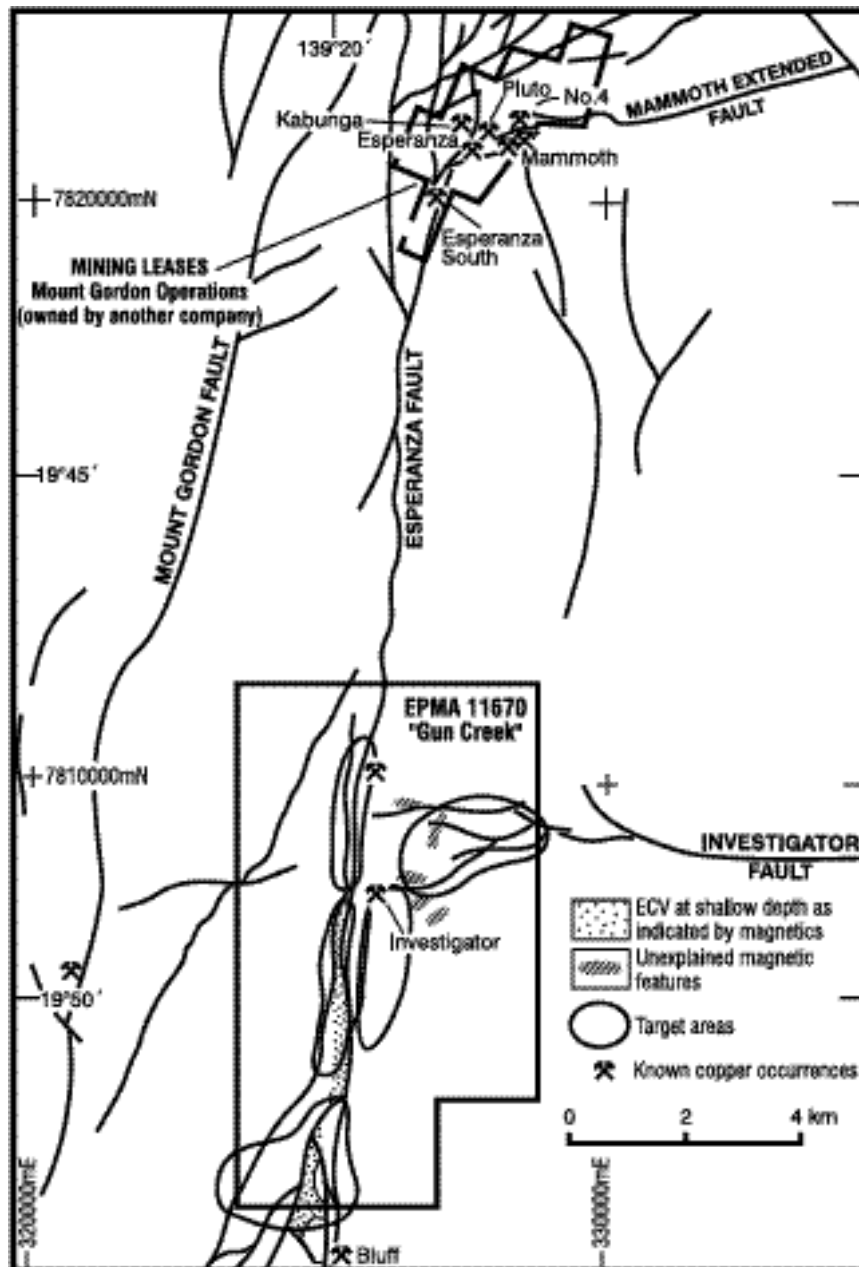 139°20´
Pluto
No.4
MAMMOTH EXTENDED
FAULT
Kabunga
Esperanza
Mammoth
7820000mN
Esperanza
South
MINING LEASES
Mount Gordon Operations
(owned by another company)
MOUNT GORDON FAULT
ESPERANZA FAULT
19°45´
EPMA 11670
"Gun Creek"
7810000mN
INVESTIGATOR
FAULT
Investigator
19°50´
ECV at shallow depth as
indicated by magnetics
Unexplained magnetic
features
Target areas
Known copper occurrences
0 2 4 km
320000mE
330000mE
Bluff